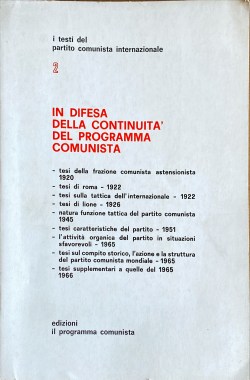 i testi del
partito comunista internazionale
2
IN DIFESA
DELLA CONTINUITA'
DEL PROGRAMMA
COMUNISTA
- tesi della frazione comunista astensionista
1920
- tesi di roma - 1922
- tesi sulla tattica dell'internazionale - 1922
- tesi di lione - 1926
- natura funzione tattica del partito comunista
1945
- tesi caratteristiche del partito - 1951
- l'attività organica del partito in situazioni
sfavorevoli - 1965
- tesi sul compito storico, l'azione e la struttura
del partito comunista mondiale - 1965
- tesi supplementari a quelle del 1965
1966
edizioni
il programma comunista